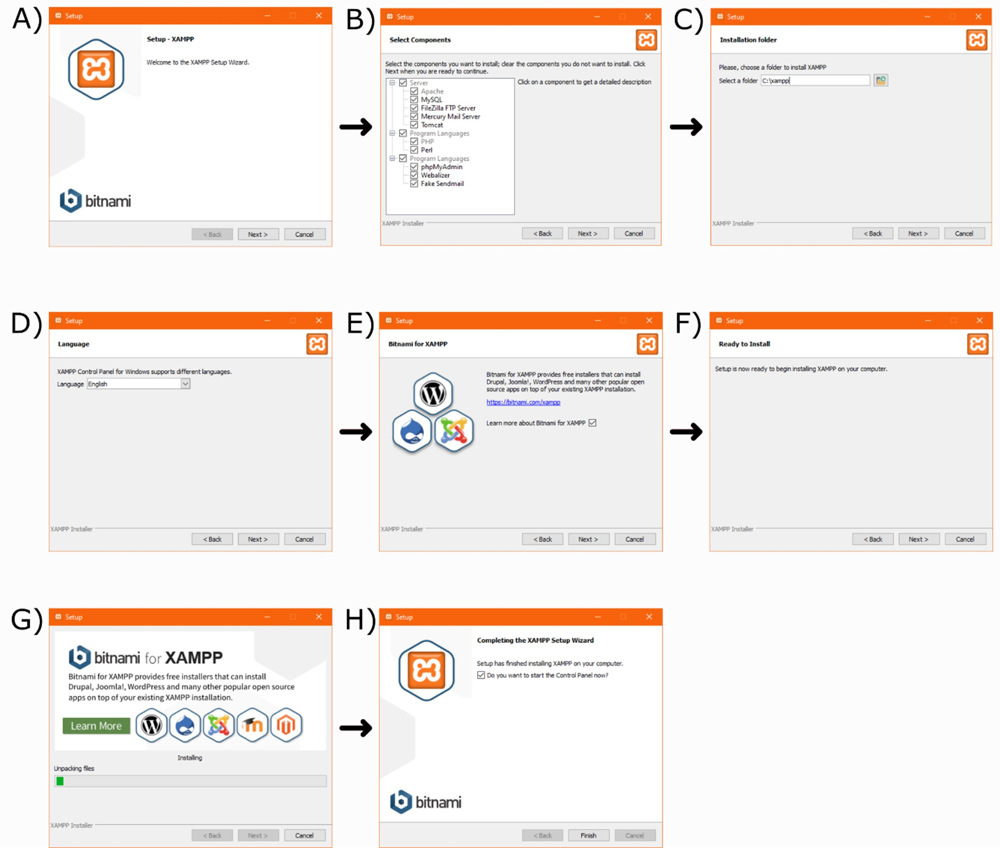 A)
Setup
Setup - XAMPP
Welcome to the XAMPP Setup Wizard.
bitnami
< Back
Next >
Cancel
B)
Setup
Select Components
Select the components you want to install; clear the components you do not want to install. Click
Next when you are ready to continue.
Server
Apache
MySQL
FileZilla FTP Server
Mercury Mail Server
Tomcat
Program Languages
PHP
Perl
Program Languages
phpMyAdmin
Webalizer
Fake Sendmail
Click on a component to get a detailed description
XAMPP Installer
< Back
Next >
Cancel
C)
Setup
Installation folder
Please, choose a folder to install XAMPP
Select a folder C:\xampp
XAMPP Installer
< Back
Next >
Cancel
D)
Setup
Language
XAMPP Control Panel for Windows supports different languages.
Language English
XAMPP Installer
< Back
Next >
Cancel
E)
Setup
Bitnami for XAMPP
Bitnami for XAMPP provides free installers that can install
Drupal, Joomla!, WordPress and many other popular open
source apps on top of your existing XAMPP installation.
https://bitnami.com/xampp
Learn more about Bitnami for XAMPP
XAMPP Installer
< Back
Next >
Cancel
F)
Setup
Ready to Install
Setup is now ready to begin installing XAMPP on your computer.
XAMPP Installer
< Back
Next >
Cancel
G)
Setup
bitnami for XAMPP
Bitnami for XAMPP provides free installers that can install
Drupal, Joomla!, WordPress and many other popular open source
apps on top of your existing XAMPP installation.
Learn More
Installing
Unpacking files
XAMPP Installer
< Back
Next >
Cancel
H)
Setup
Completing the XAMPP Setup Wizard
Setup has finished installing XAMPP on your computer.
Do you want to start the Control Panel now?
bitnami
< Back
Finish
Cancel